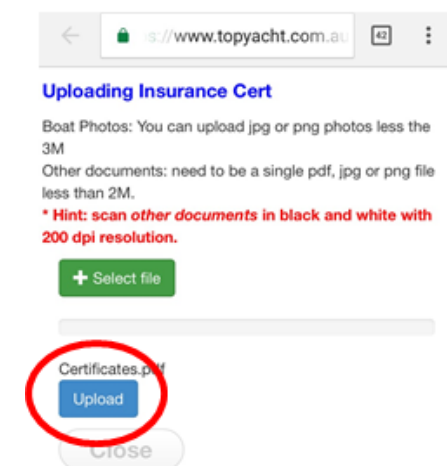 s://www.topyacht.com.au
42
Uploading Insurance Cert
Boat Photos: You can upload jpg or png photos less the
3M
Other documents: need to be a single pdf, jpg or png file
less than 2M.
* Hint: scan other documents in black and white with
200 dpi resolution.
+ Select file
Certificates.pdf
Upload
Close